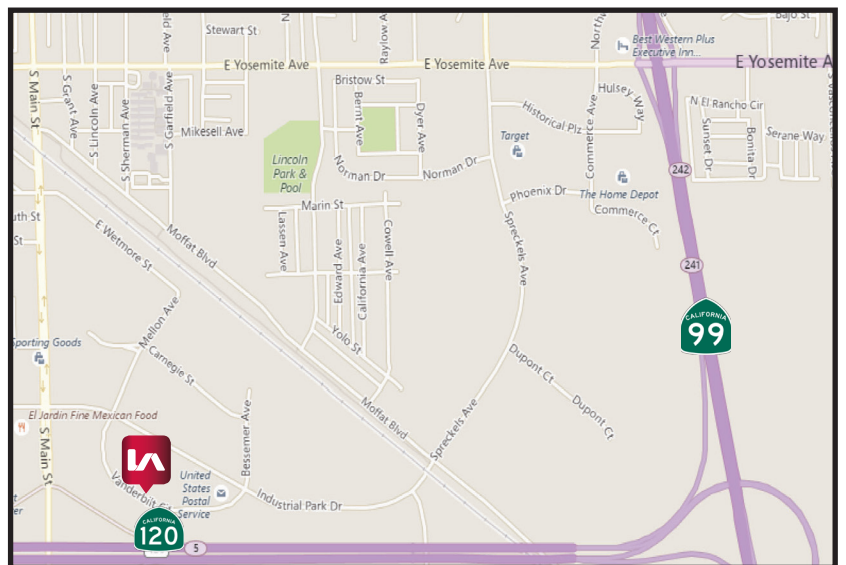 Stewart St
Bajo St
Best Western Plus
Executive Inn...
E Yosemite Ave
E Yosemite Ave
E Yosemite A
S Main St
S Grant Ave
S Lincoln Ave
S Sherman Ave
S Garfield Ave
eld Ave
Raylow A
Northw
Bristow St
Bernt Ave
Dyer Ave
Hulsey Way
Historical Plz
Commerce Ave
N El Rancho Cir
Sunset Dr
Bonita Dr
Serane Way
Mikesell Ave
Target
Lincoln
Park &
Pool
Norman Dr
Norman Dr
242
Phoenix Dr
The Home Depot
Commerce Ct
Marin St
uth St
St
E Wetmore St
Moffat Blvd
Lassen Ave
Edward Ave
California Ave
Cowell Ave
Spreckels Ave
241
CALIFORNIA
99
Mellon Ave
Sporting Goods
Carnegie St
Yolo St
Dupont Ct
Dupont Ct
El Jardin Fine Mexican Food
Moffat Blvd
Bessemer Ave
Spreckels Ave
S Main St
Vanderbilt
United
States
Postal
Service
Industrial Park Dr
CALIFORNIA
120
5